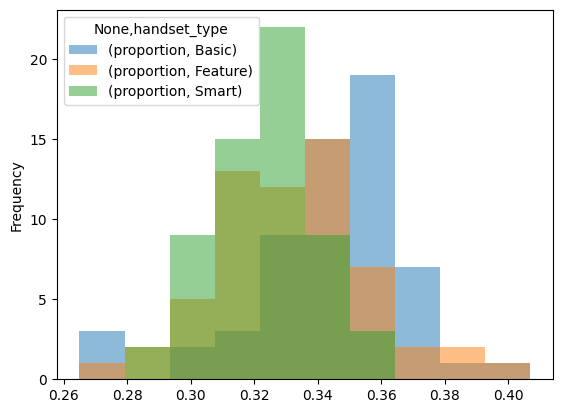 None,handset_type
(proportion, Basic)
(proportion, Feature)
(proportion, Smart)
Frequency
20
15
10
5
0
0.26 0.28 0.30 0.32 0.34 0.36 0.38 0.40